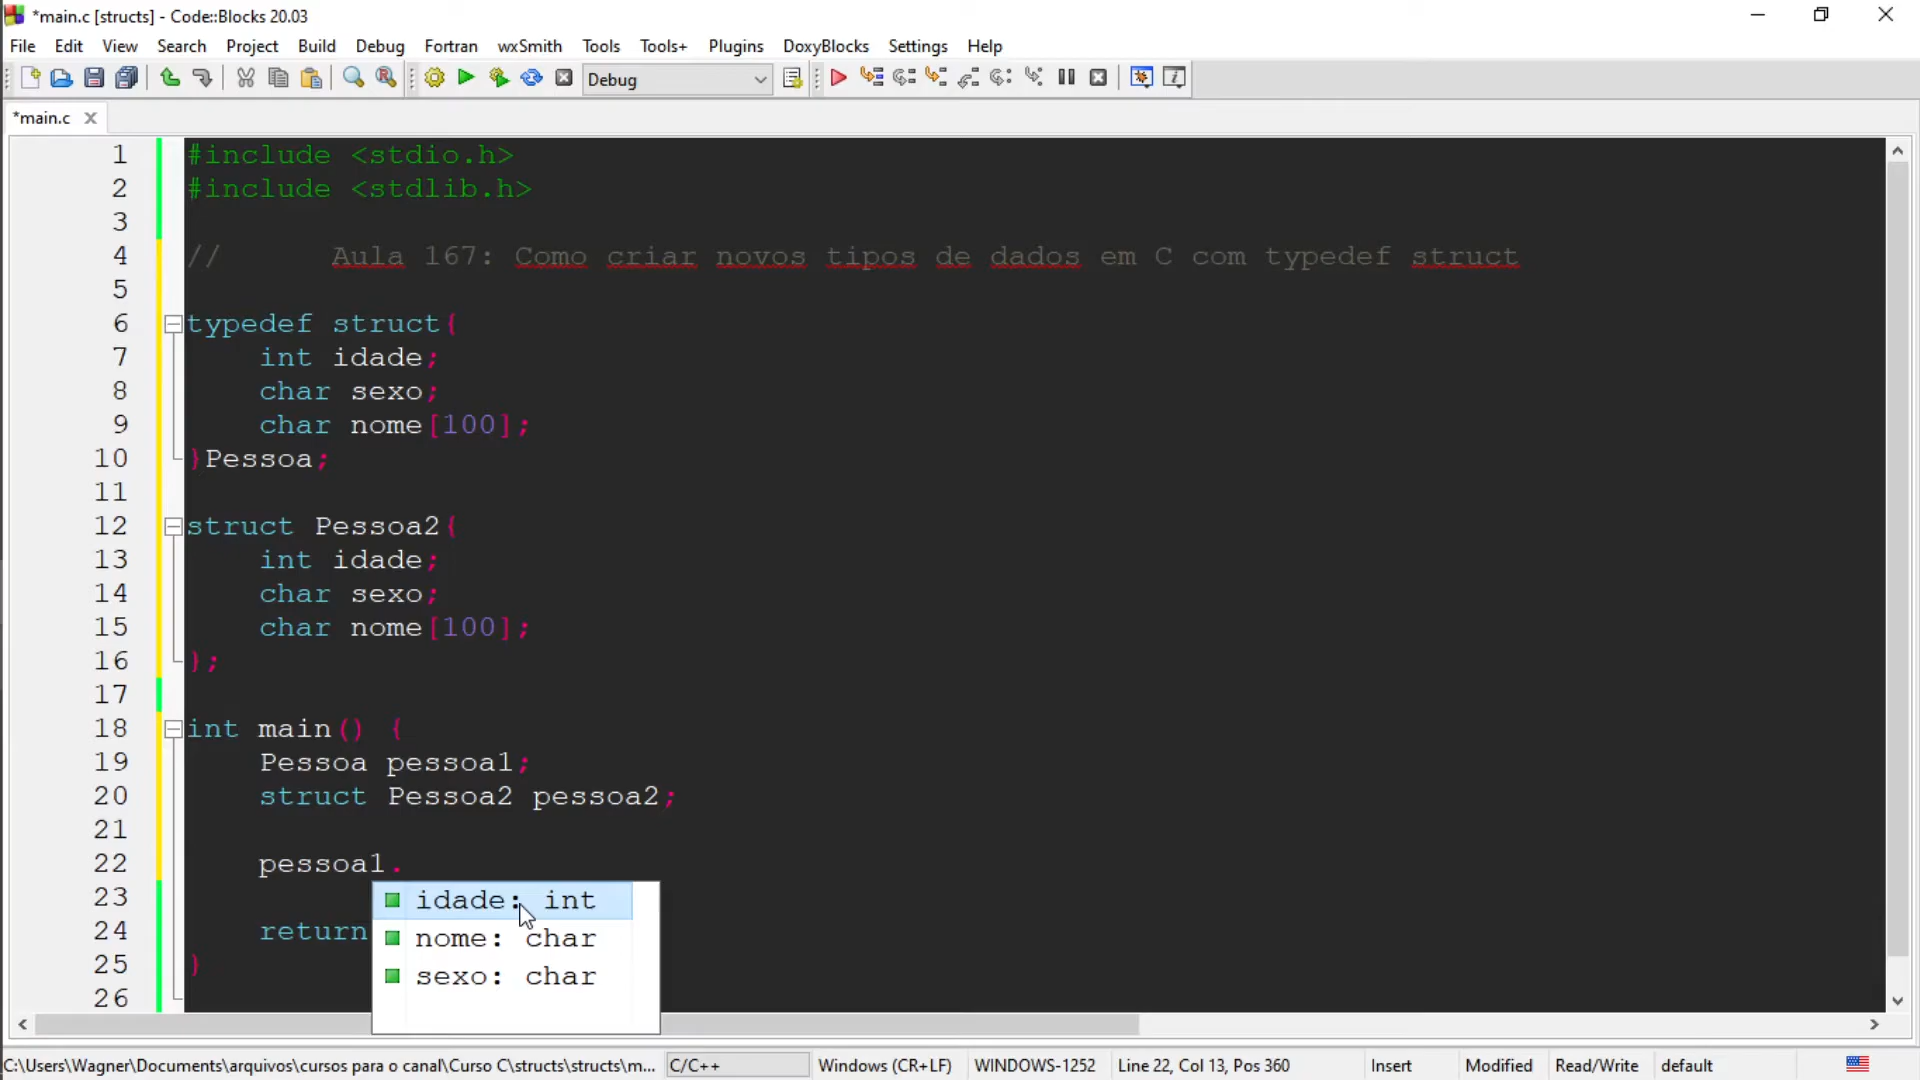 *main.c [structs] - Code::Blocks 20.03
File Edit View Search Project Build Debug Fortran wxSmith Tools Tools+ Plugins DoxyBlocks Settings Help
Debug
*main.c
1 #include <stdio.h>
2 #include <stdlib.h>
3
4 // Aula 167: Como criar novos tipos de dados em C com typedef struct
5
6 typedef struct{
7 int idade;
8 char sexo;
9 char nome[100];
10 }Pessoa;
11
12 struct Pessoa2{
13 int idade;
14 char sexo;
15 char nome[100];
16 };
17
18 int main() {
19 Pessoa pessoa1;
20 struct Pessoa2 pessoa2;
21
22 pessoa1.
23 idade: int
nome: char
24 return
25 }
sexo: char
26
C:\Users\Wagner\Documents\arquivos\cursos para o canal\Curso C\structs\structs\m... C/C++ Windows (CR+LF) WINDOWS-1252 Line 22, Col 13, Pos 360 Insert Modified Read/Write default